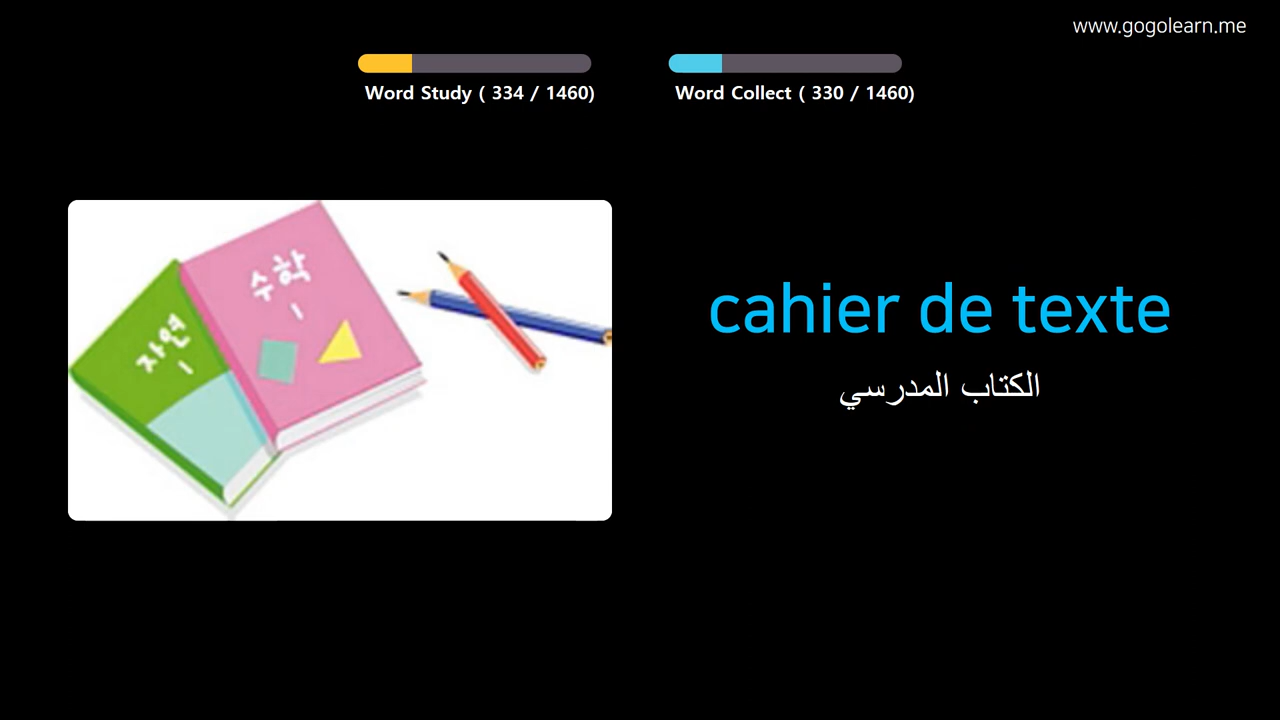 www.gogolearn.me
Word Study ( 334 / 1460)
Word Collect ( 330 / 1460)
수학
1
자연
1
cahier de texte
الكتاب المدرسي